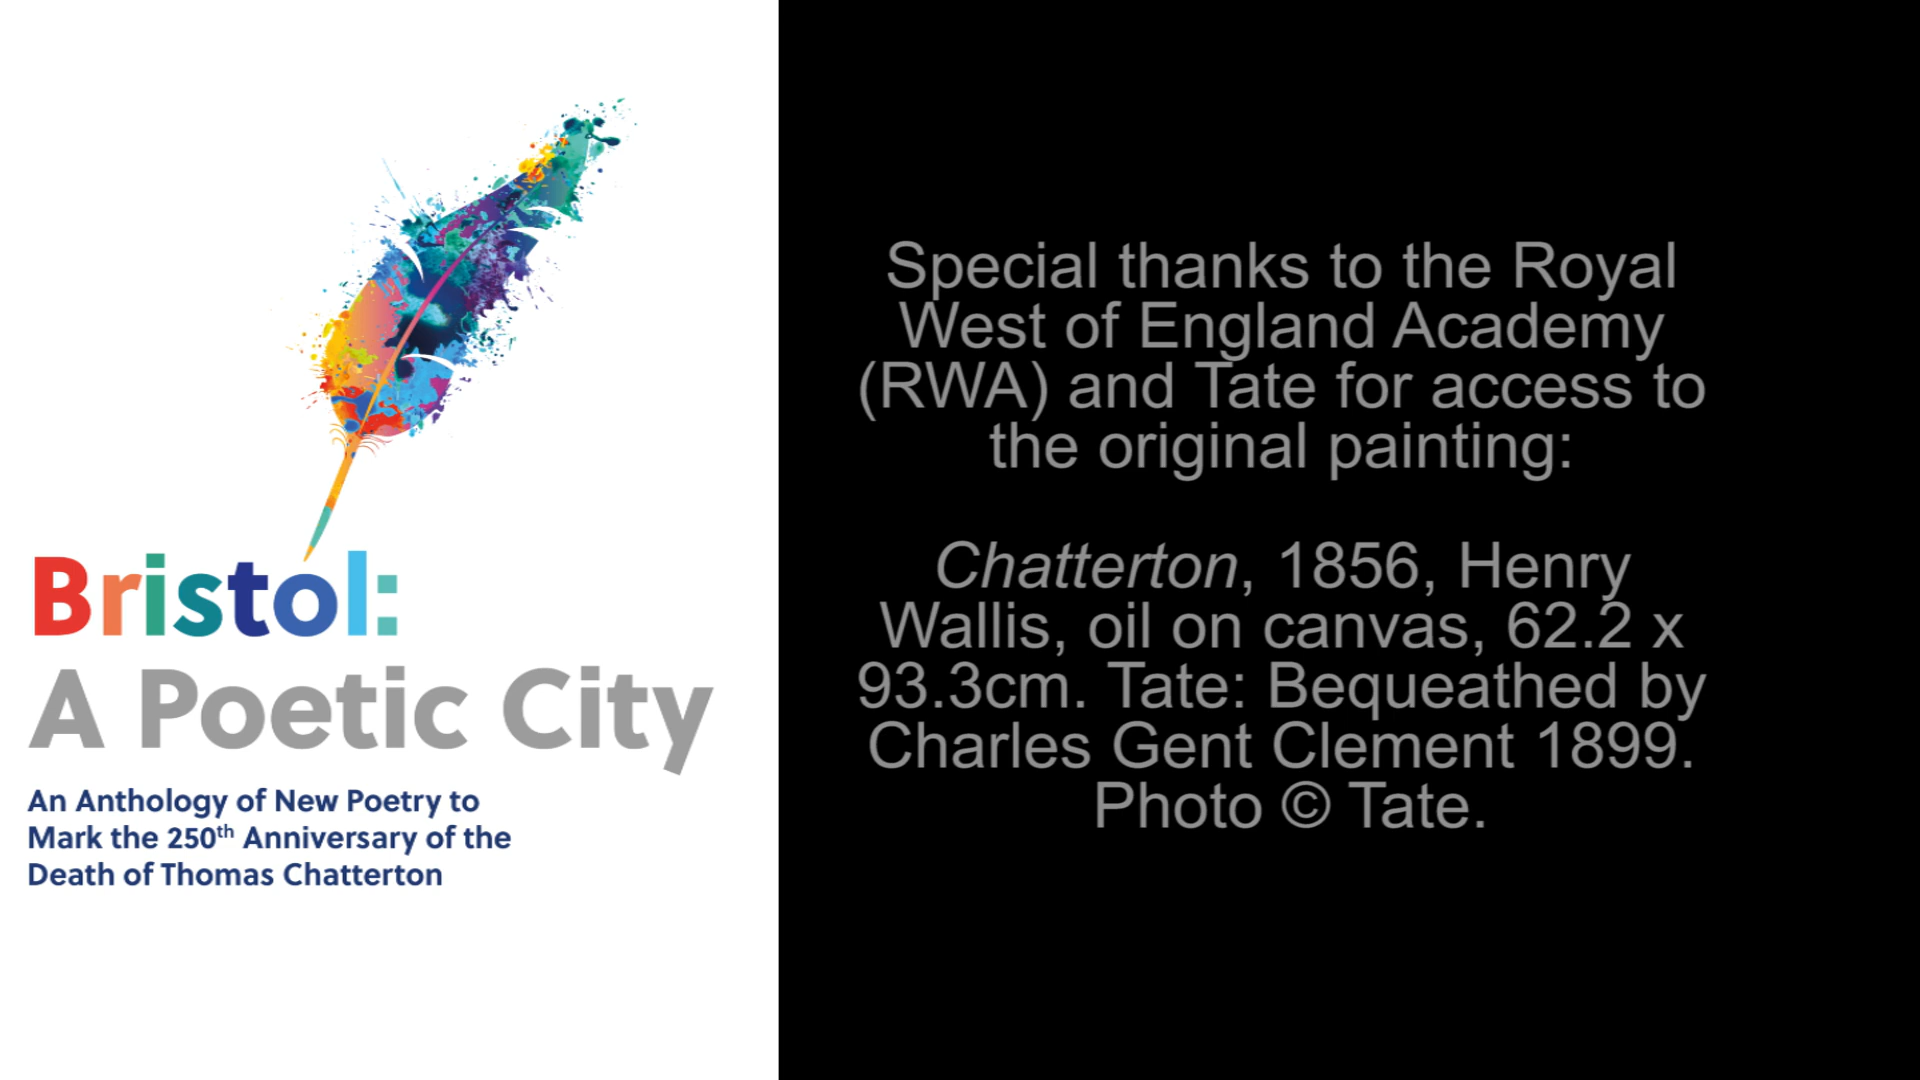 Bristol:
A Poetic City
An Anthology of New Poetry to
Mark the 250th Anniversary of the
Death of Thomas Chatterton
Special thanks to the Royal
West of England Academy
(RWA) and Tate for access to
the original painting:
Chatterton, 1856, Henry
Wallis, oil on canvas, 62.2 x
93.3cm. Tate: Bequeathed by
Charles Gent Clement 1899.
Photo © Tate.